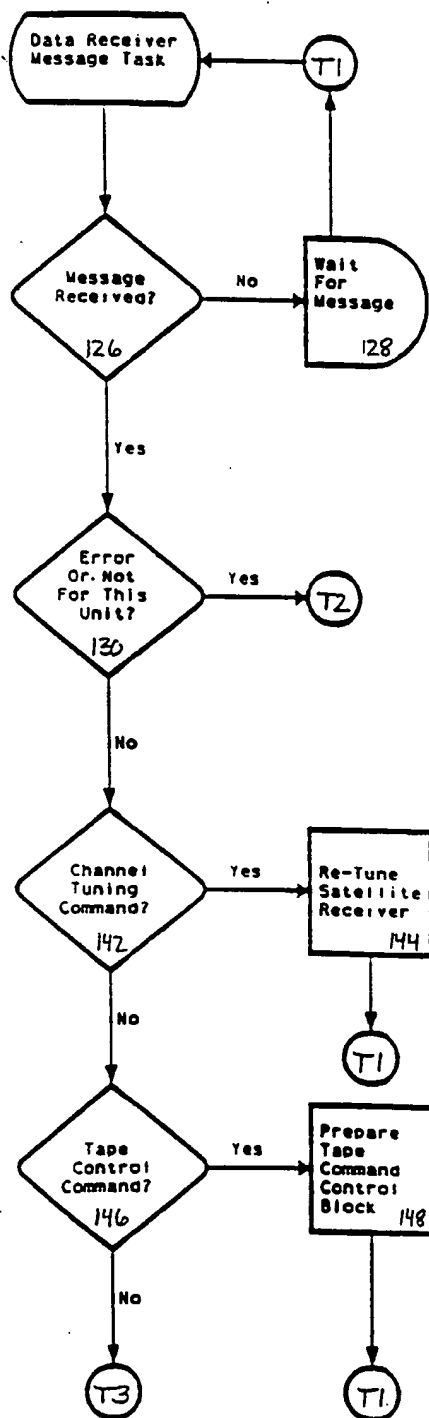 Data Receiver
Message Task
T1
Message
Received?
126
No
Wait
For
Message
128
Yes
Error
Or Not
For This
Unit?
130
Yes
T2
No
Channel
Tuning
Command?
142
Yes
Re-Tune
Satellite
Receiver
144
T1
No
Tape
Control
Command?
146
Yes
Prepare
Tape
Command
Control
Block
148
No
T3
T1